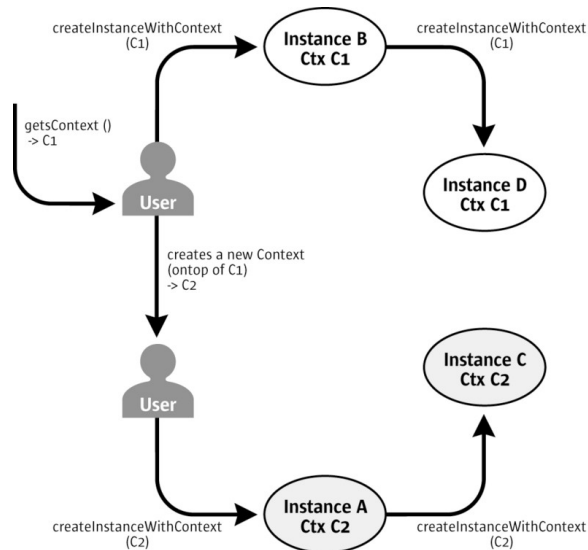 createInstanceWithContext
(C1)
Instance B
Ctx C1
createInstanceWithContext
(C1)
getsContext ()
-> C1
User
Instance D
Ctx C1
creates a new Context
(ontop of C1)
-> C2
User
Instance C
Ctx C2
createInstanceWithContext
(C2)
Instance A
Ctx C2
createInstanceWithContext
(C2)